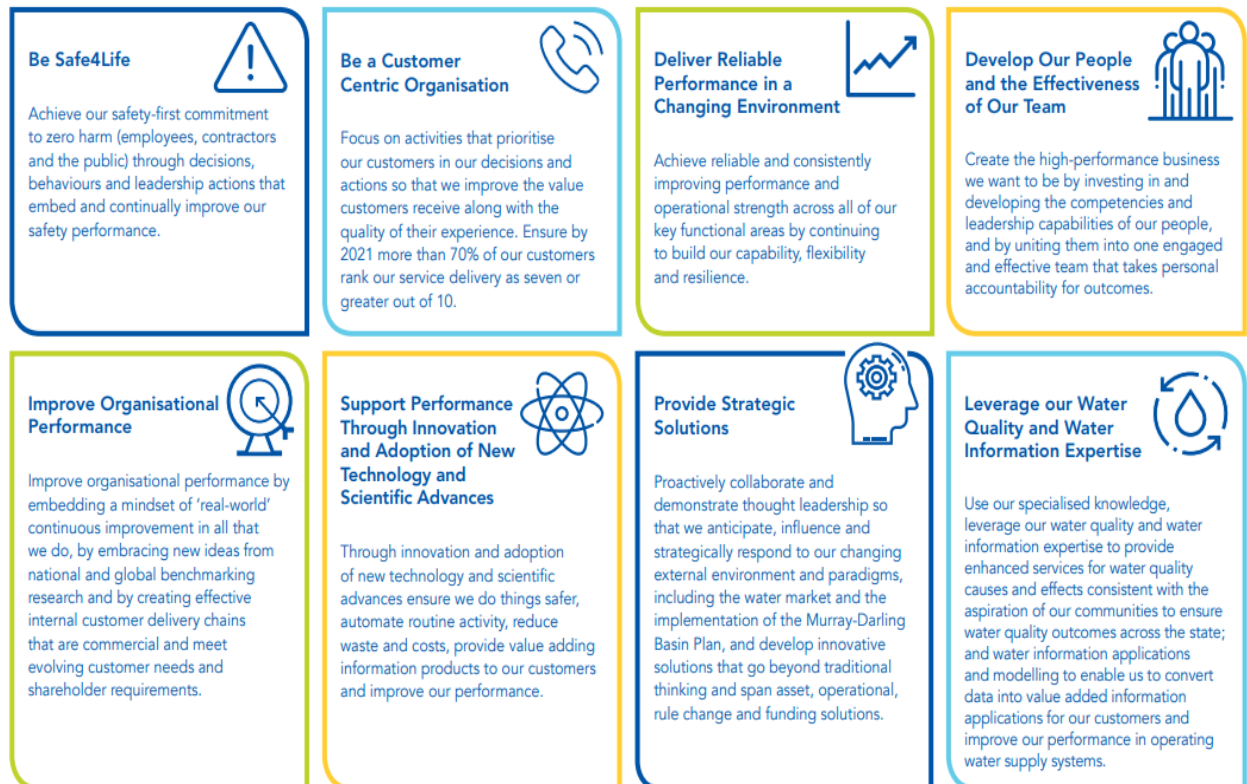 Be Safe4Life
Achieve our safety-first commitment
to zero harm (employees, contractors
and the public) through decisions,
behaviours and leadership actions that
embed and continually improve our
safety performance.
Be a Customer
Centric Organisation
Focus on activities that prioritise
our customers in our decisions and
actions so that we improve the value
customers receive along with the
quality of their experience. Ensure by
2021 more than 70% of our customers
rank our service delivery as seven or
greater out of 10.
Deliver Reliable
Performance in a
Changing Environment
Achieve reliable and consistently
improving performance and
operational strength across all of our
key functional areas by continuing
to build our capability, flexibility
and resilience.
Develop Our People
and the Effectiveness
of Our Team
Create the high-performance business
we want to be by investing in and
developing the competencies and
leadership capabilities of our people,
and by uniting them into one engaged
and effective team that takes personal
accountability for outcomes.
Improve Organisational
Performance
Improve organisational performance by
embedding a mindset of ‘real-world’
continuous improvement in all that
we do, by embracing new ideas from
national and global benchmarking
research and by creating effective
internal customer delivery chains
that are commercial and meet
evolving customer needs and
shareholder requirements.
Support Performance
Through Innovation
and Adoption of New
Technology and
Scientific Advances
Through innovation and adoption
of new technology and scientific
advances ensure we do things safer,
automate routine activity, reduce
waste and costs, provide value adding
information products to our customers
and improve our performance.
Provide Strategic
Solutions
Proactively collaborate and
demonstrate thought leadership so
that we anticipate, influence and
strategically respond to our changing
external environment and paradigms,
including the water market and the
implementation of the Murray-Darling
Basin Plan, and develop innovative
solutions that go beyond traditional
thinking and span asset, operational,
rule change and funding solutions.
Leverage our Water
Quality and Water
Information Expertise
Use our specialised knowledge,
leverage our water quality and water
information expertise to provide
enhanced services for water quality
causes and effects consistent with the
aspiration of our communities to ensure
water quality outcomes across the state;
and water information applications
and modelling to enable us to convert
data into value added information
applications for our customers and
improve our performance in operating
water supply systems.